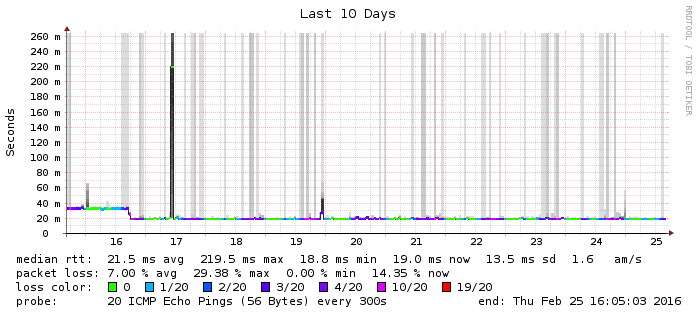 Last 10 Days
RRDTOOL / TOBI OETIKER
Seconds
260 m
240 m
220 m
200 m
180 m
160 m
140 m
120 m
100 m
80 m
60 m
40 m
20 m
0
16 17 18 19 20 21 22 23 24 25
median rtt: 21.5 ms avg 219.5 ms max 18.8 ms min 19.0 ms now 13.5 ms sd 1.6 am/s
packet loss: 7.00 % avg 29.38 % max 0.00 % min 14.35 % now
loss color: 0 1/20 2/20 3/20 4/20 10/20 19/20
probe: 20 ICMP Echo Pings (56 Bytes) every 300s end: Thu Feb 25 16:05:03 2016